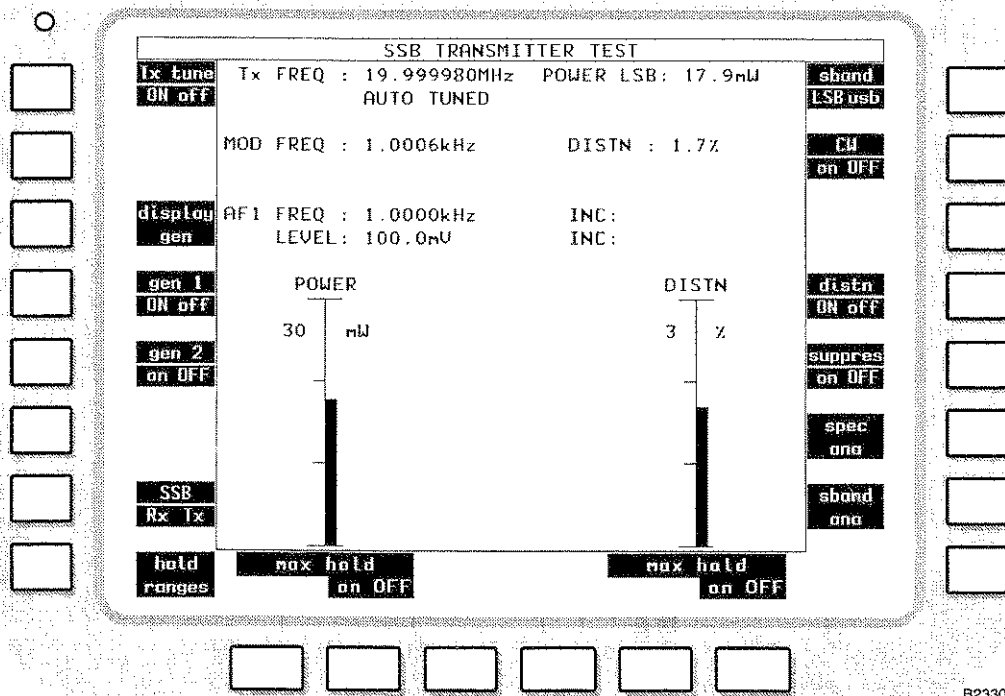 SSB TRANSMITTER TEST
Tx tune
ON off
Tx FREQ : 19.999980MHz POWER LSB: 17.9mW
AUTO TUNED
sband
LSB usb
MOD FREQ : 1.0006kHz DISTN : 1.7%
CW
on OFF
display
gen
AF1 FREQ : 1.0000kHz INC:
LEVEL: 100.0mV INC:
gen 1
ON off
POWER
DISTN
distn
ON off
30 mW
3 %
gen 2
on OFF
suppres
on OFF
spec
ana
SSB
Rx Tx
sband
ana
hold
ranges
max hold
on OFF
max hold
on OFF